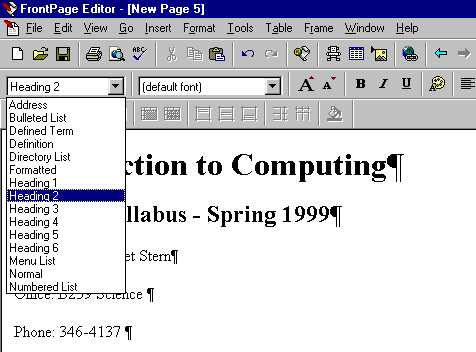 FrontPage Editor - [New Page 5]
File Edit View Go Insert Format Tools Table Frame Window Help
Heading 2 (default font) A A B I U
Address
Bulleted List
Defined Term
Definition
Directory List
Formatted
Heading 1
Heading 2
Heading 3
Heading 4
Heading 5
Heading 6
Menu List
Normal
Numbered List
ction to Computing¶
llabus - Spring 1999¶
et Stern¶
Office: B259 Science ¶
Phone: 346-4137 ¶